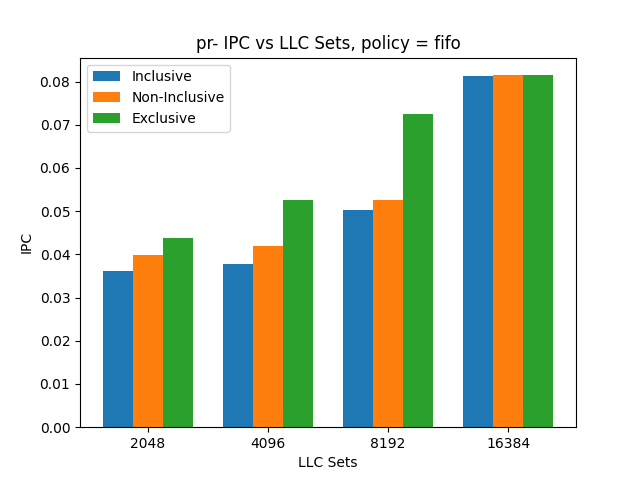 pr- IPC vs LLC Sets, policy = fifo
Inclusive
Non-Inclusive
Exclusive
0.08
0.07
0.06
0.05
0.04
0.03
0.02
0.01
0.00
IPC
2048 4096 8192 16384
LLC Sets